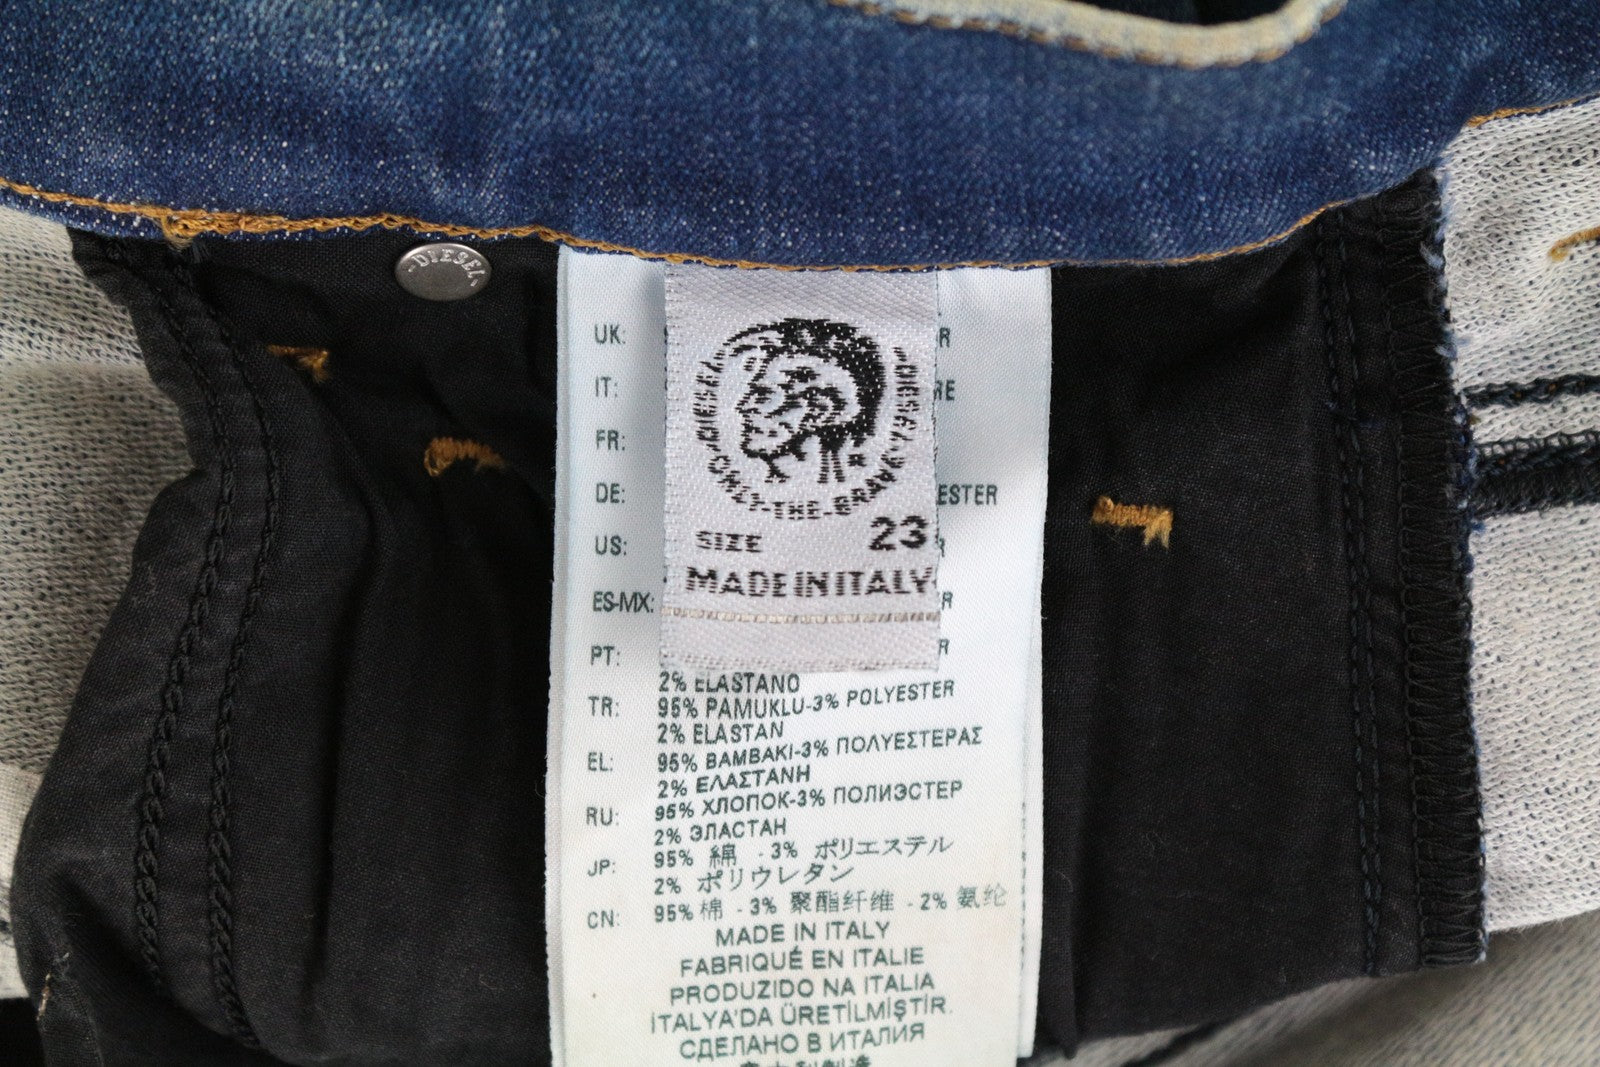 DIESEL
UK:
IT:
FR:
DE:
US:
ES-MX:
PT:
DIESEL DIESEL
ONLY-THE-BRAVE
SIZE 23
MADE IN ITALY
R
RE
ESTER
R
R
2% ELASTANO
TR: 95% PAMUKLU-3% POLYESTER
2% ELASTAN
EL: 95% BAMBAKI-3% ΠΟΛΥΕΣΤΕΡΑΣ
2% ΕΛΑΣΤΑΝΗ
RU: 95% ХЛОПОК-3% ПОЛИЭСТЕР
2% ЭЛАСТАН
JP: 95% 綿 - 3% ポリエステル
2% ポリウレタン
CN: 95% 棉 - 3% 聚酯纤维 - 2% 氨纶
MADE IN ITALY
FABRIQUÉ EN ITALIE
PRODUZIDO NA ITALIA
İTALYA'DA ÜRETİLMİŞTİR.
СДЕЛАНО В ИТАЛИЯ